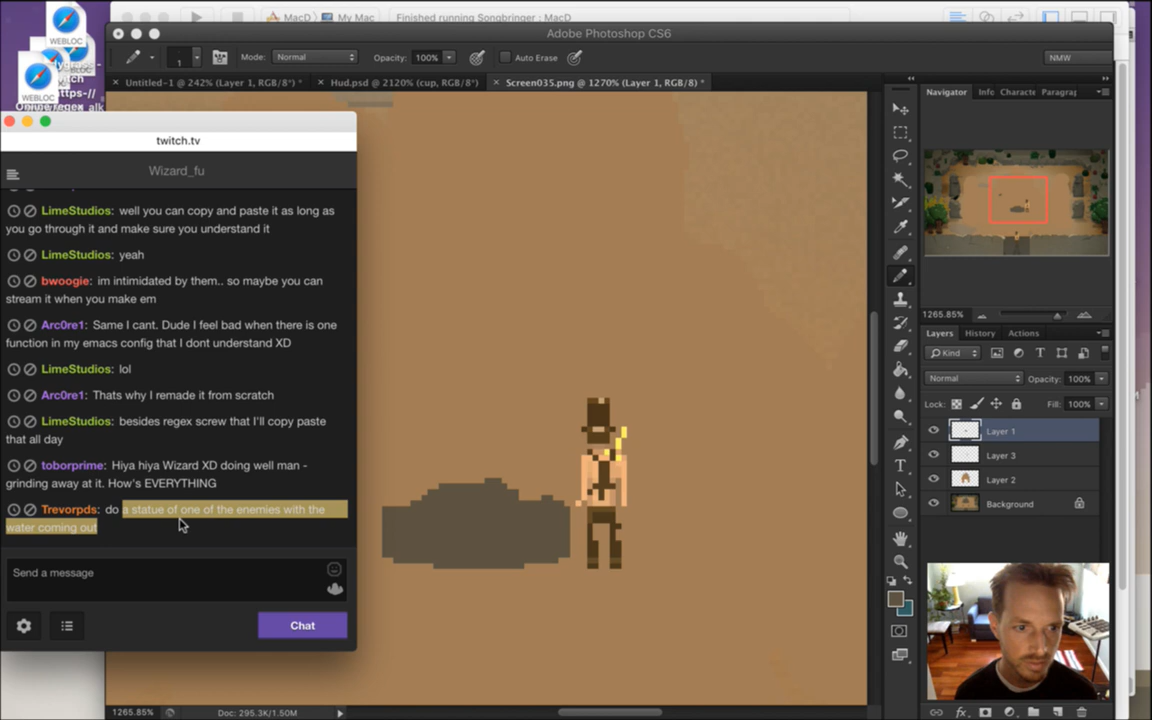 MacD
My Mac
Finished running Songbringer : MacD
WEBLOC
Adobe Photoshop CS6
1
Mode:
Normal
Opacity:
100%
Auto Erase
NMW
WEBLOC
Untitled-1 @ 242% (Layer 1, RGB/8) *
Hud.psd @ 2120% (cup, RGB/8) *
Screen035.png @ 1270% (Layer 1, RGB/8) *
Navigator
Info
Characte
Paragraj
twitch.tv
Wizard_fu
LimeStudios: well you can copy and paste it as long as
you go through it and make sure you understand it
LimeStudios: yeah
bwoogie: im intimidated by them.. so maybe you can
stream it when you make em
Arc0re1: Same I cant. Dude I feel bad when there is one
function in my emacs config that I dont understand XD
LimeStudios: lol
Arc0re1: Thats why I remade it from scratch
LimeStudios: besides regex screw that I'll copy paste
that all day
toborprime: Hiya hiya Wizard XD doing well man -
grinding away at it. How's EVERYTHING
Trevorpds: do a statue of one of the enemies with the
water coming out
Send a message
Chat
1265.85%
Layers
History
Actions
Kind
Normal
Opacity:
100%
Lock:
Fill:
100%
Layer 1
Layer 3
Layer 2
Background
T
T
fx
1265.85%
Doc: 295.3K/1.50M